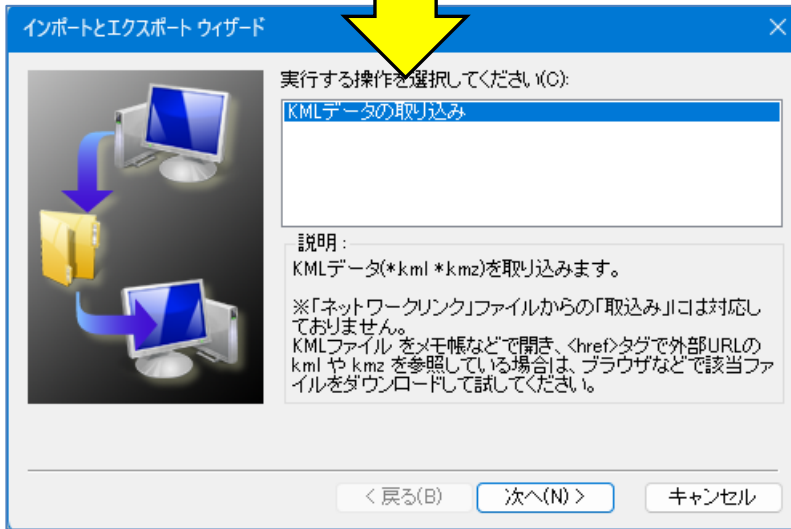 インポートとエクスポート ウィザード
実行する操作を選択してください(C):
KMLデータの取り込み
説明:
KMLデータ(*kml *kmz)を取り込みます。
※「ネットワークリンク」ファイルからの「取込み」には対応し
ておりません。
KMLファイル をメモ帳などで開き、<href>タグで外部URLの
kml や kmz を参照している場合は、ブラウザなどで該当ファ
イルをダウンロードして試してください。
< 戻る(B)
次へ(N) >
キャンセル